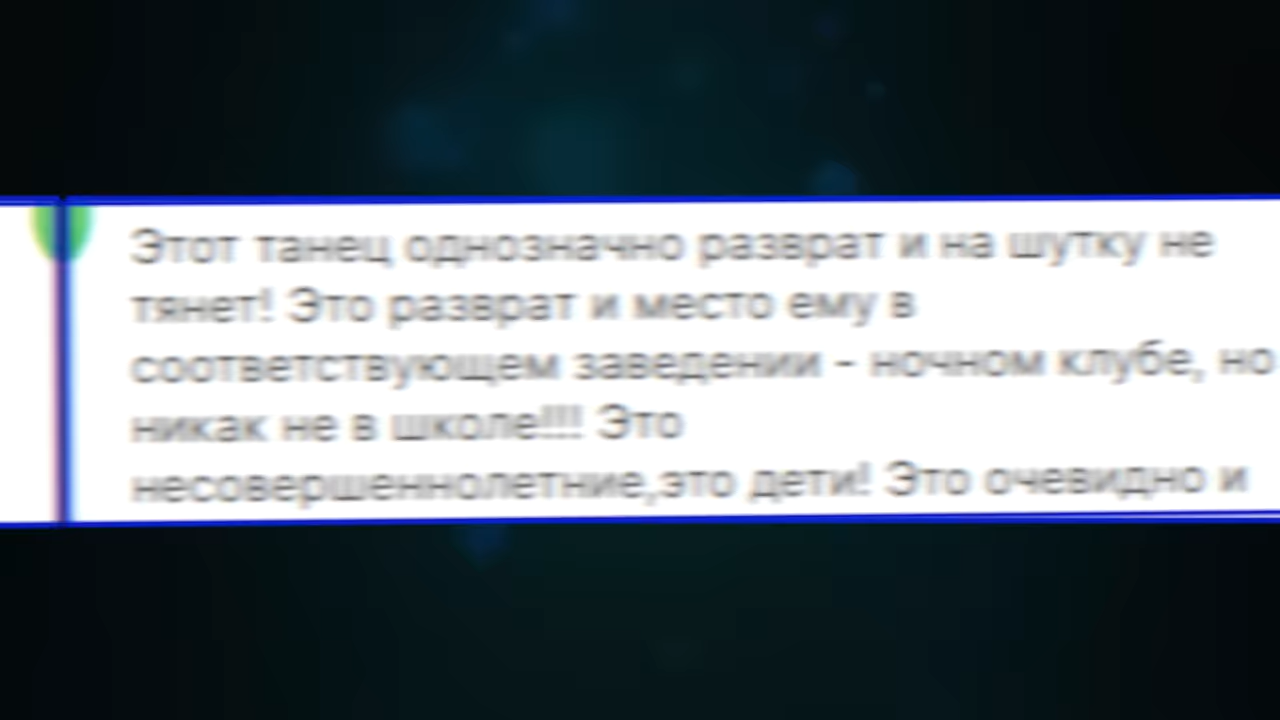 Этот танец однозначно разврат и на шутку не
тянет! Это разврат и место ему в
соответствующем заведении - ночном клубе, но
никак не в школе!!! Это
несовершеннолетние,это дети! Это очевидно и